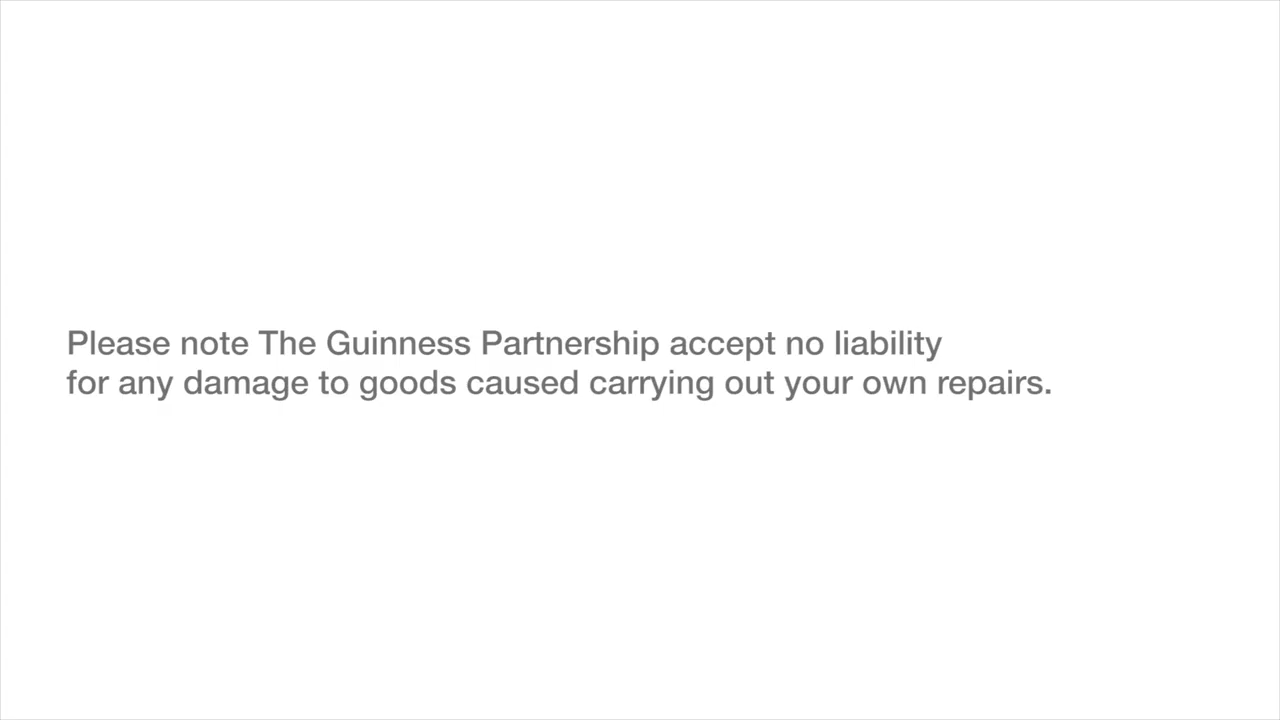 Please note The Guinness Partnership accept no liability
for any damage to goods caused carrying out your own repairs.